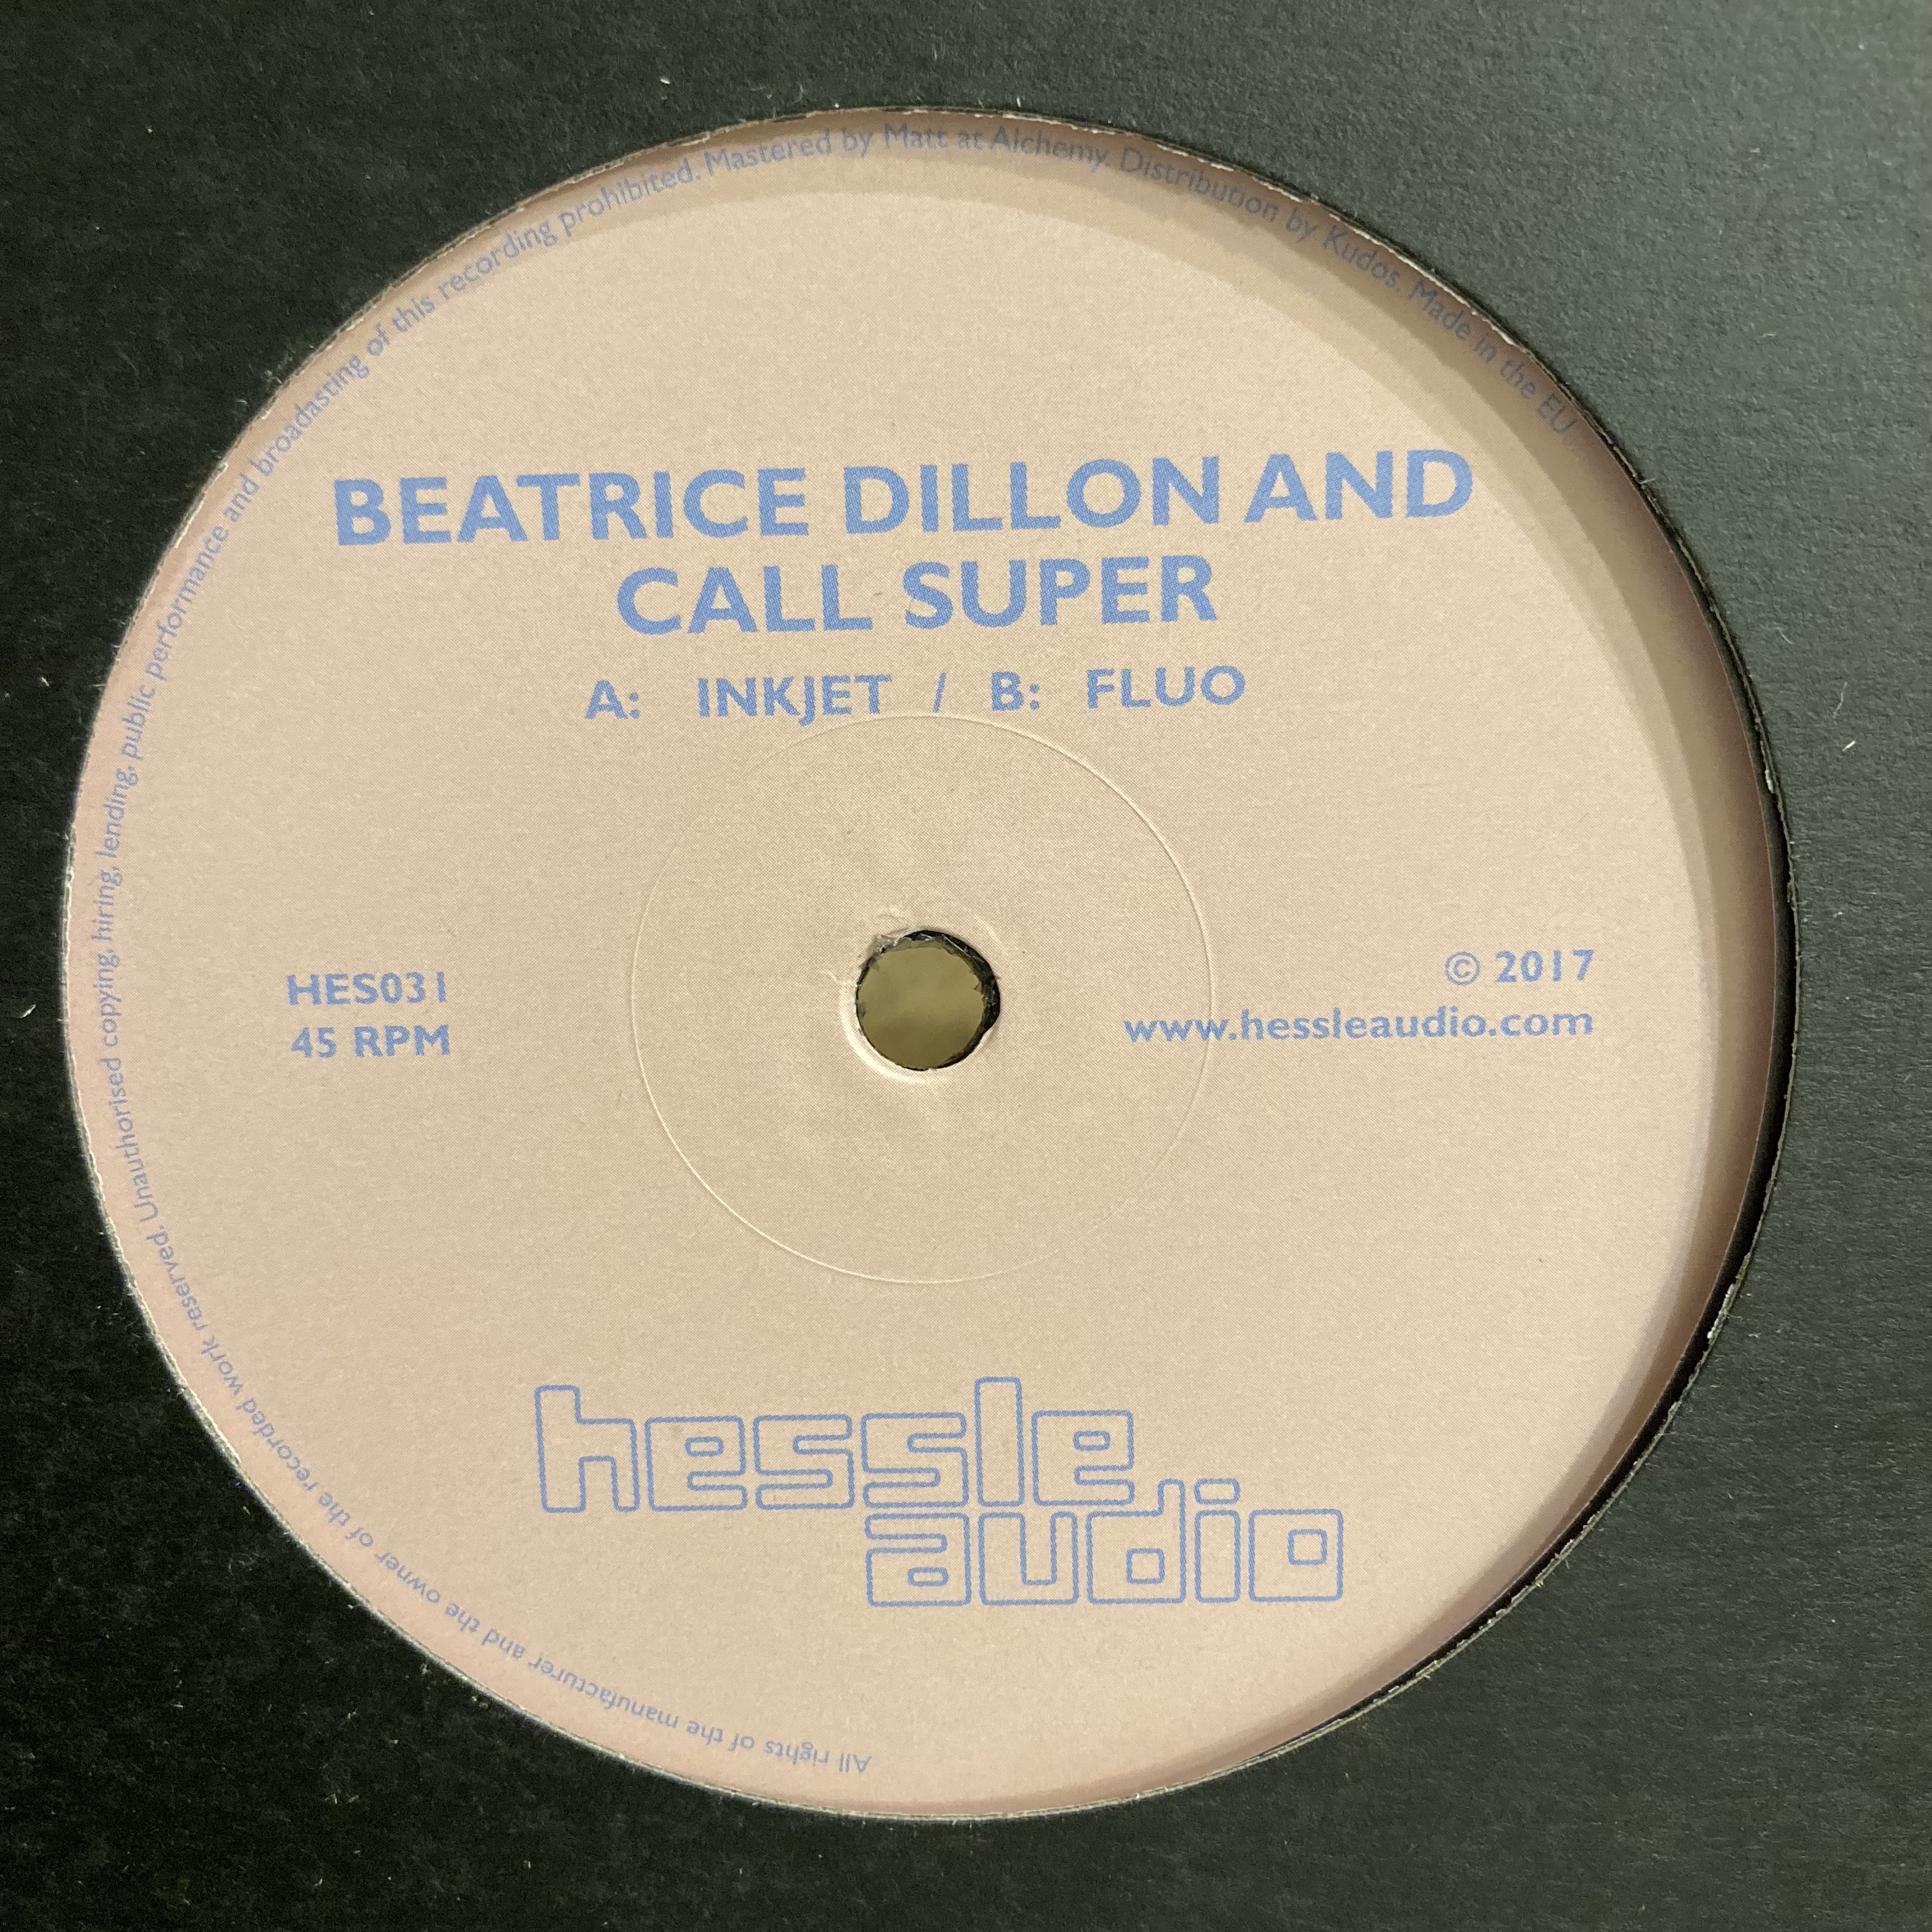 BEATRICE DILLON AND
CALL SUPER
A: INKJET / B: FLUO
HES031
45 RPM
© 2017
www.hessleaudio.com
hessle
audio
All rights of the manufacturer and the owner of the recorded work reserved. Unauthorised copying, hiring, lending, public performance and broadasting of this recording prohibited. Mastered by Matt at Alchemy. Distribution by Kudos. Made in the EU.